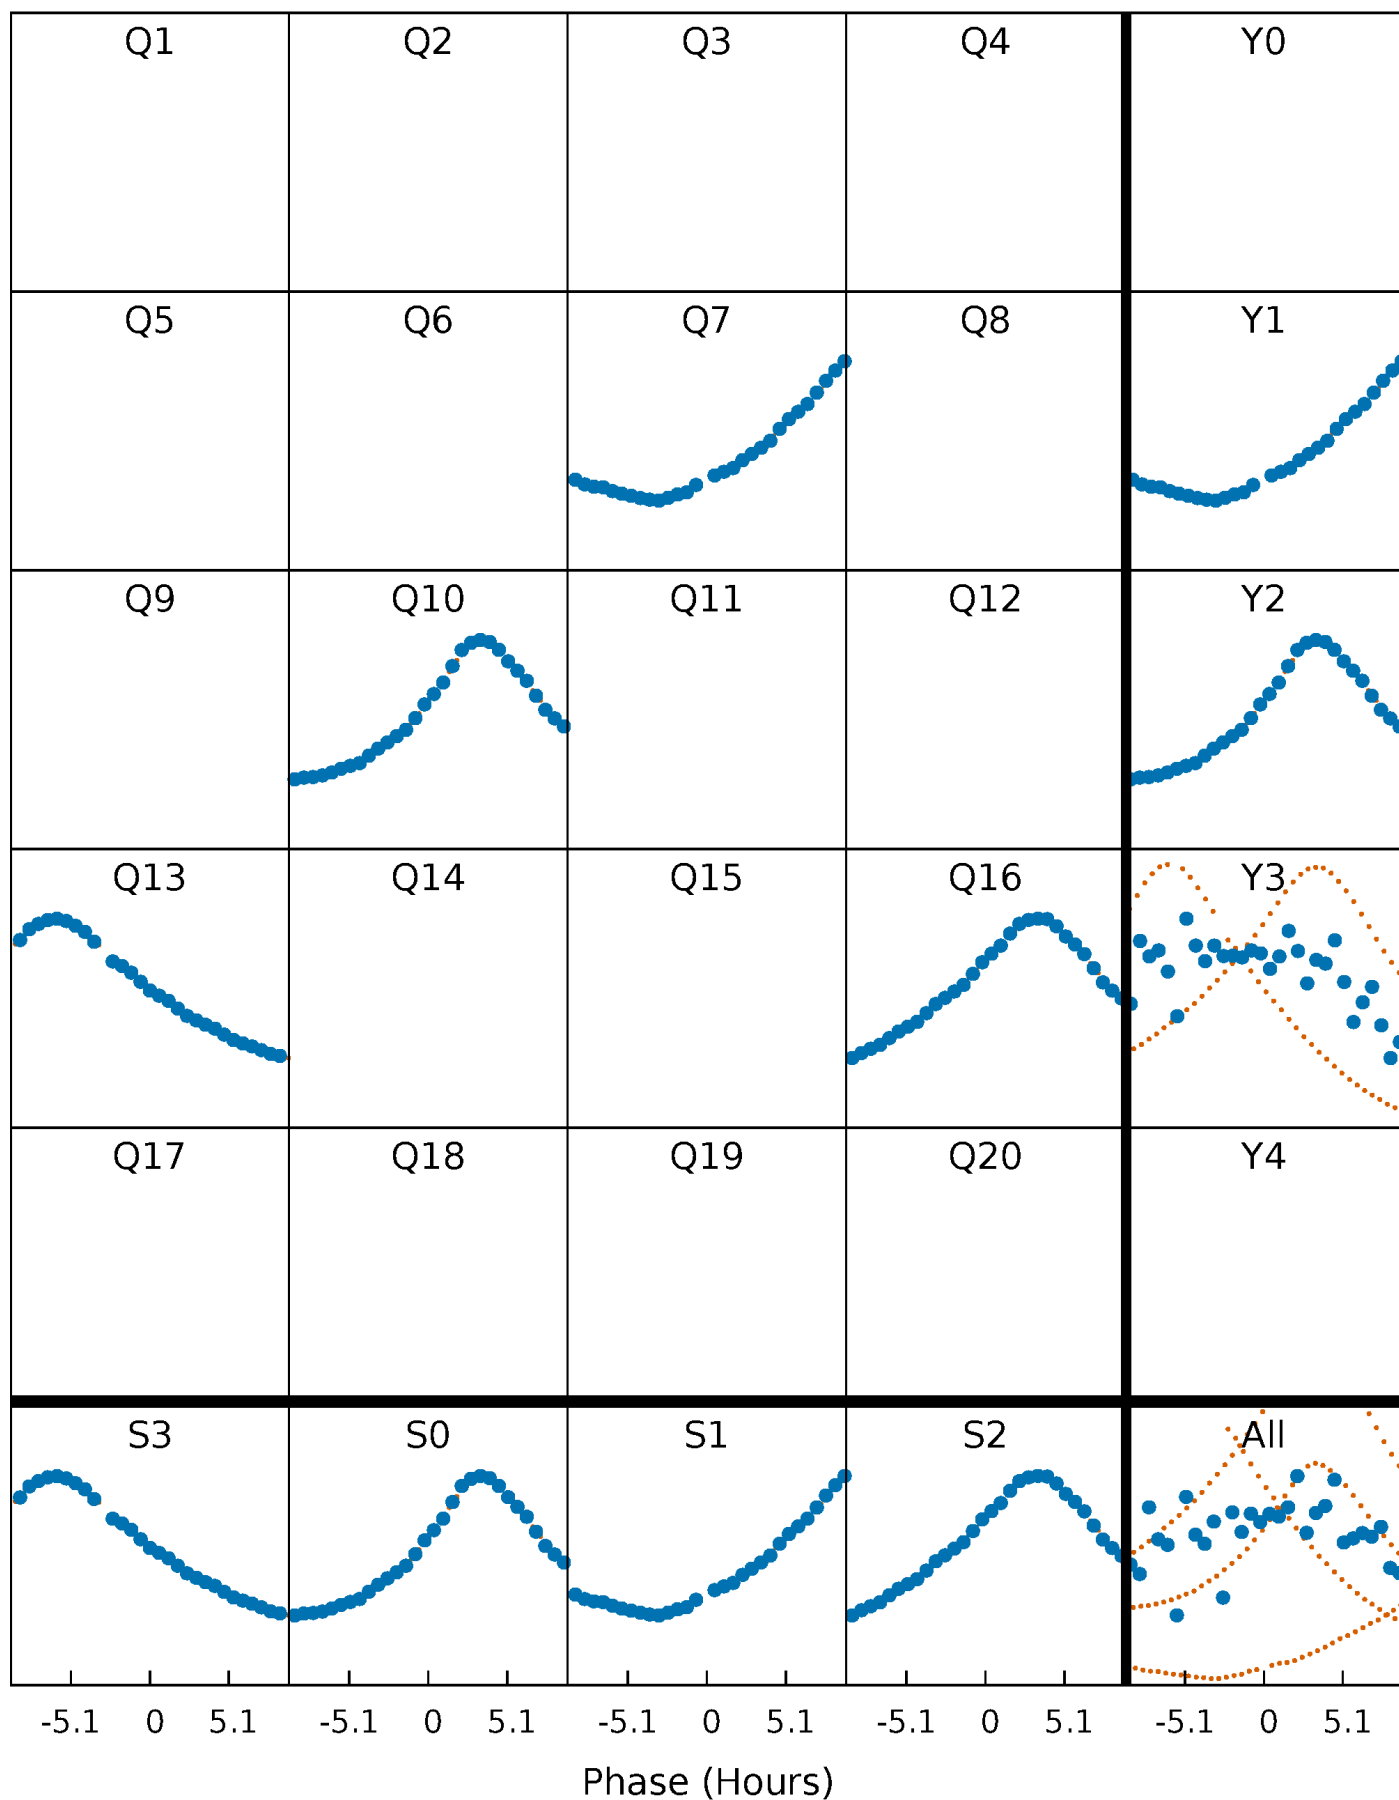 Q1 Q2 Q3 Q4 Y0
Q5 Q6 Q7 Q8 Y1
Q9 Q10 Q11 Q12 Y2
Q13 Q14 Q15 Q16 Y3
Q17 Q18 Q19 Q20 Y4
S3 S0 S1 S2 All
-5.1 0 5.1 -5.1 0 5.1 -5.1 0 5.1 -5.1 0 5.1 -5.1 0 5.1
Phase (Hours)